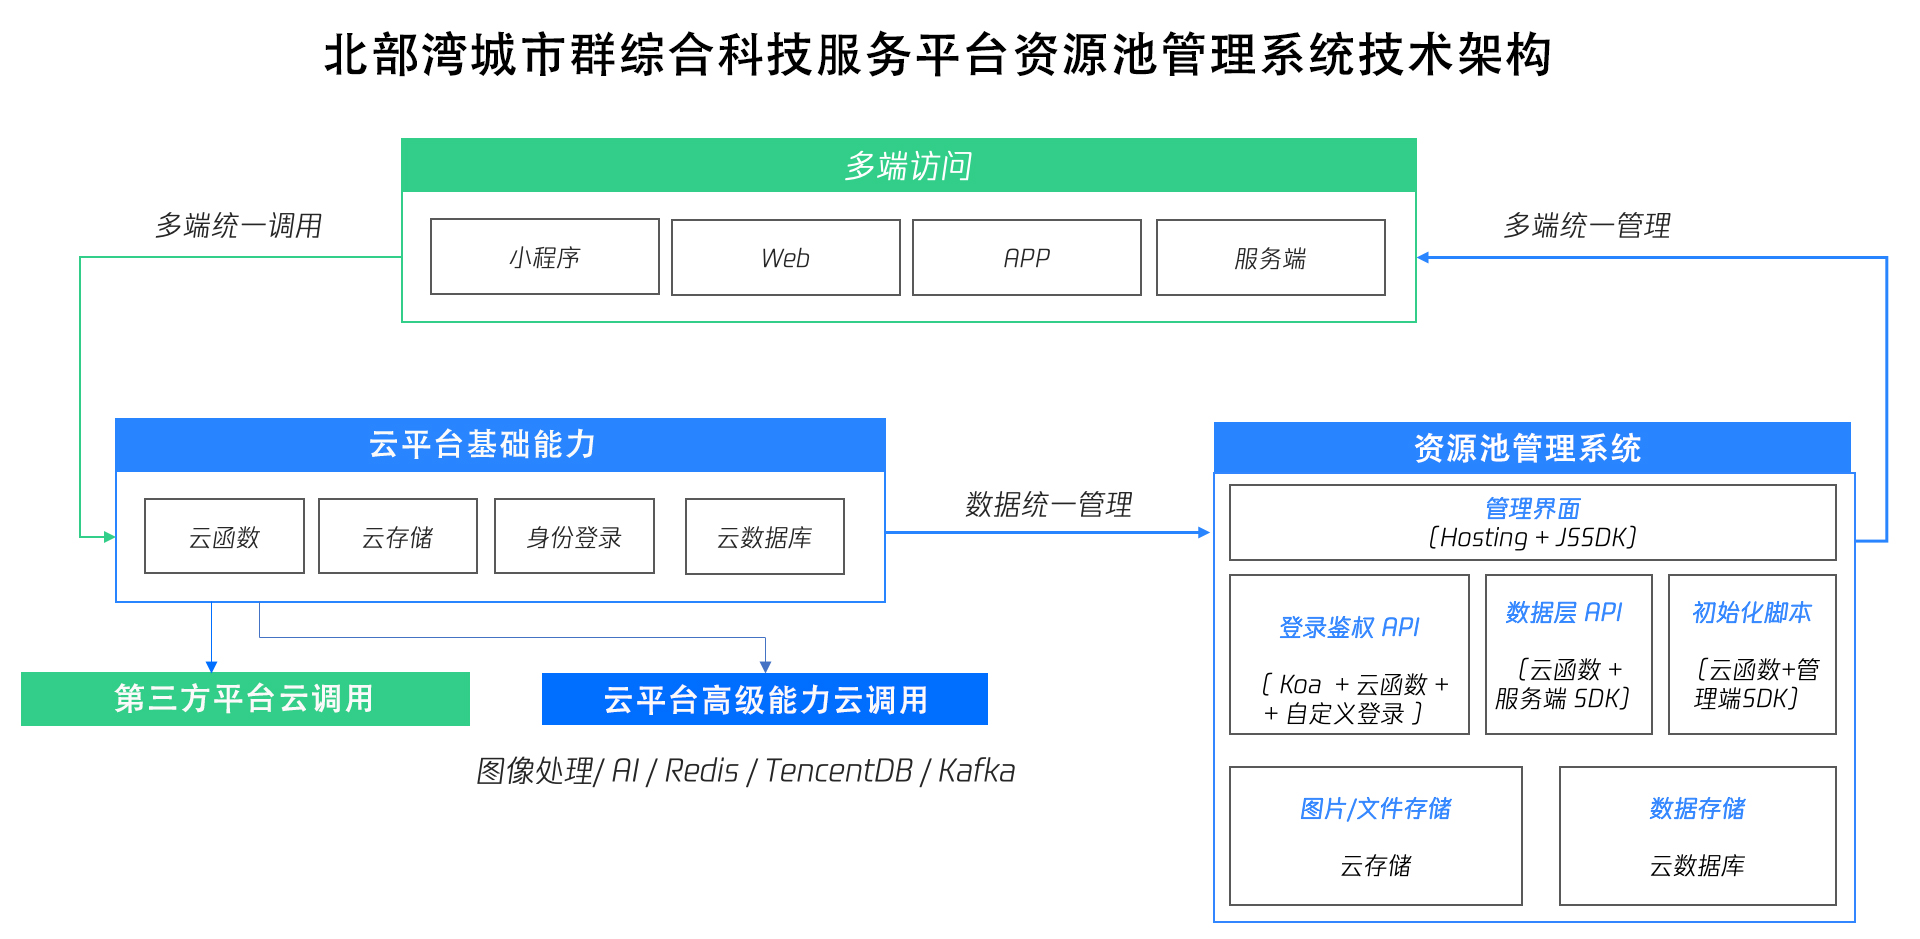 北部湾城市群综合科技服务平台资源池管理系统技术架构
多端访问
多端统一调用
多端统一管理
小程序
Web
APP
服务端
云平台基础能力
云函数
云存储
身份登录
云数据库
数据统一管理
资源池管理系统
管理界面
(Hosting + JSSDK)
登录鉴权 API
( Koa + 云函数 +
+ 自定义登录 )
数据层 API
(云函数 +
服务端 SDK)
初始化脚本
(云函数+管
理端SDK)
第三方平台云调用
云平台高级能力云调用
图像处理/ AI / Redis / TencentDB / Kafka
图片/文件存储
云存储
数据存储
云数据库